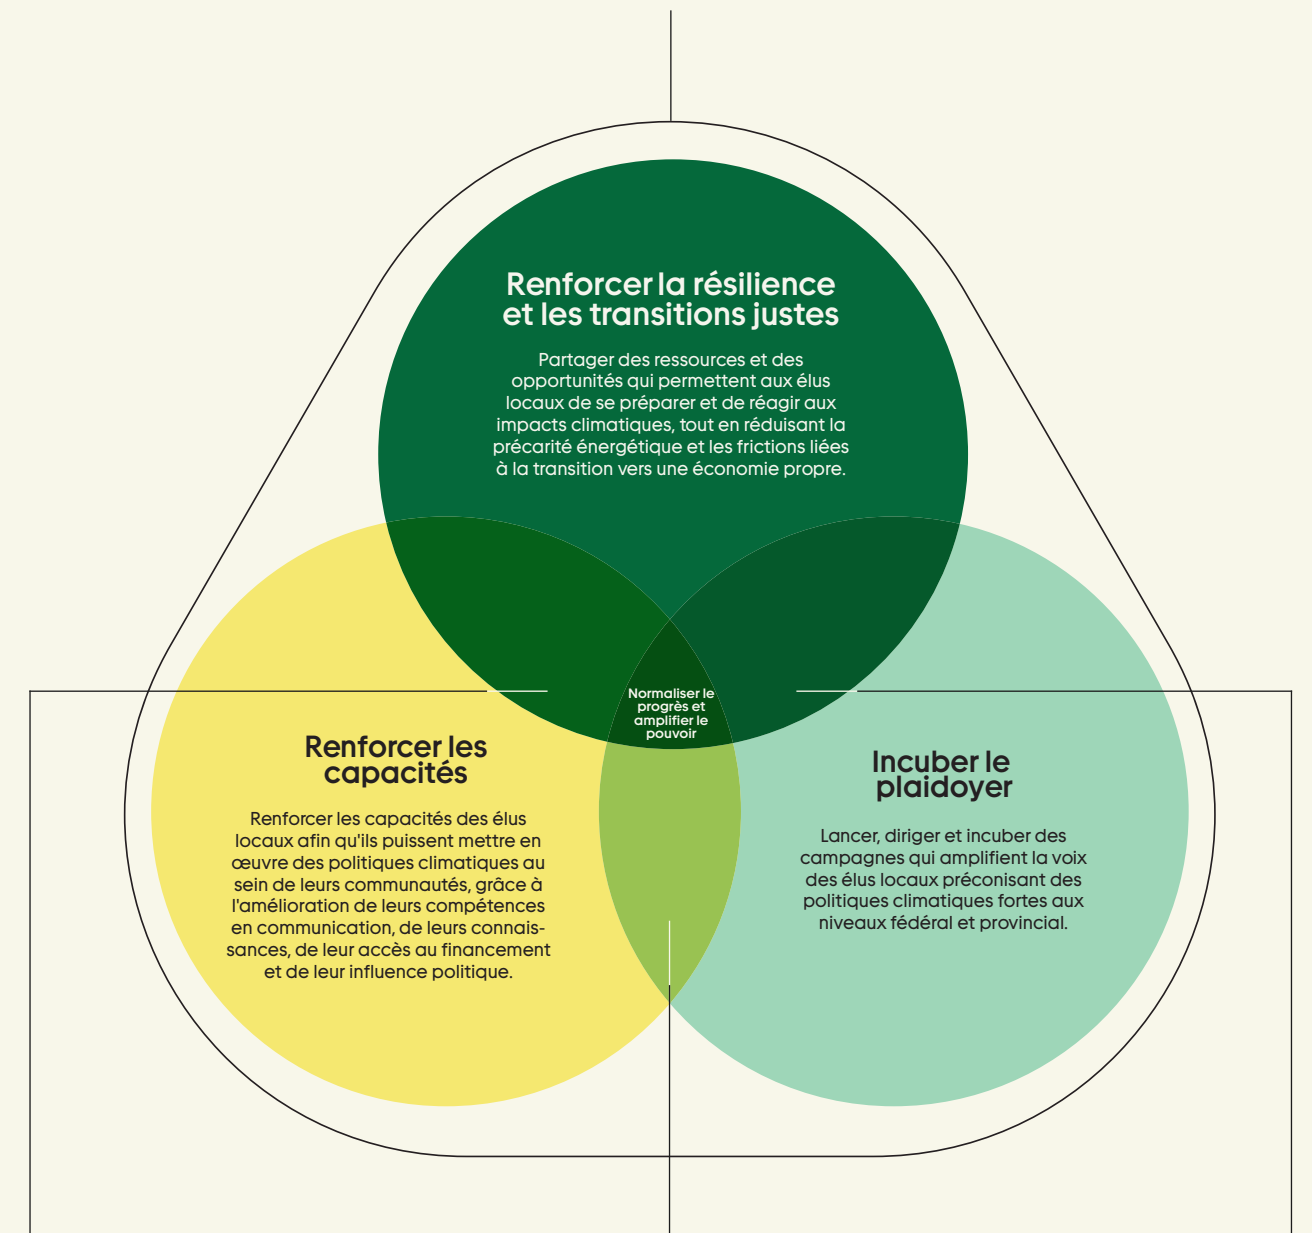 Renforcer la résilience
et les transitions justes
Partager des ressources et des
opportunités qui permettent aux élus
locaux de se préparer et de réagir aux
impacts climatiques, tout en réduisant la
précarité énergétique et les frictions liées
à la transition vers une économie propre.
Normaliser le
progrès et
amplifier le
pouvoir
Renforcer les
capacités
Renforcer les capacités des élus
locaux afin qu'ils puissent mettre en
œuvre des politiques climatiques au
sein de leurs communautés, grâce à
l'amélioration de leurs compétences
en communication, de leurs connais-
sances, de leur accès au financement
et de leur influence politique.
Incuber le
plaidoyer
Lancer, diriger et incuber des
campagnes qui amplifient la voix
des élus locaux préconisant des
politiques climatiques fortes aux
niveaux fédéral et provincial.